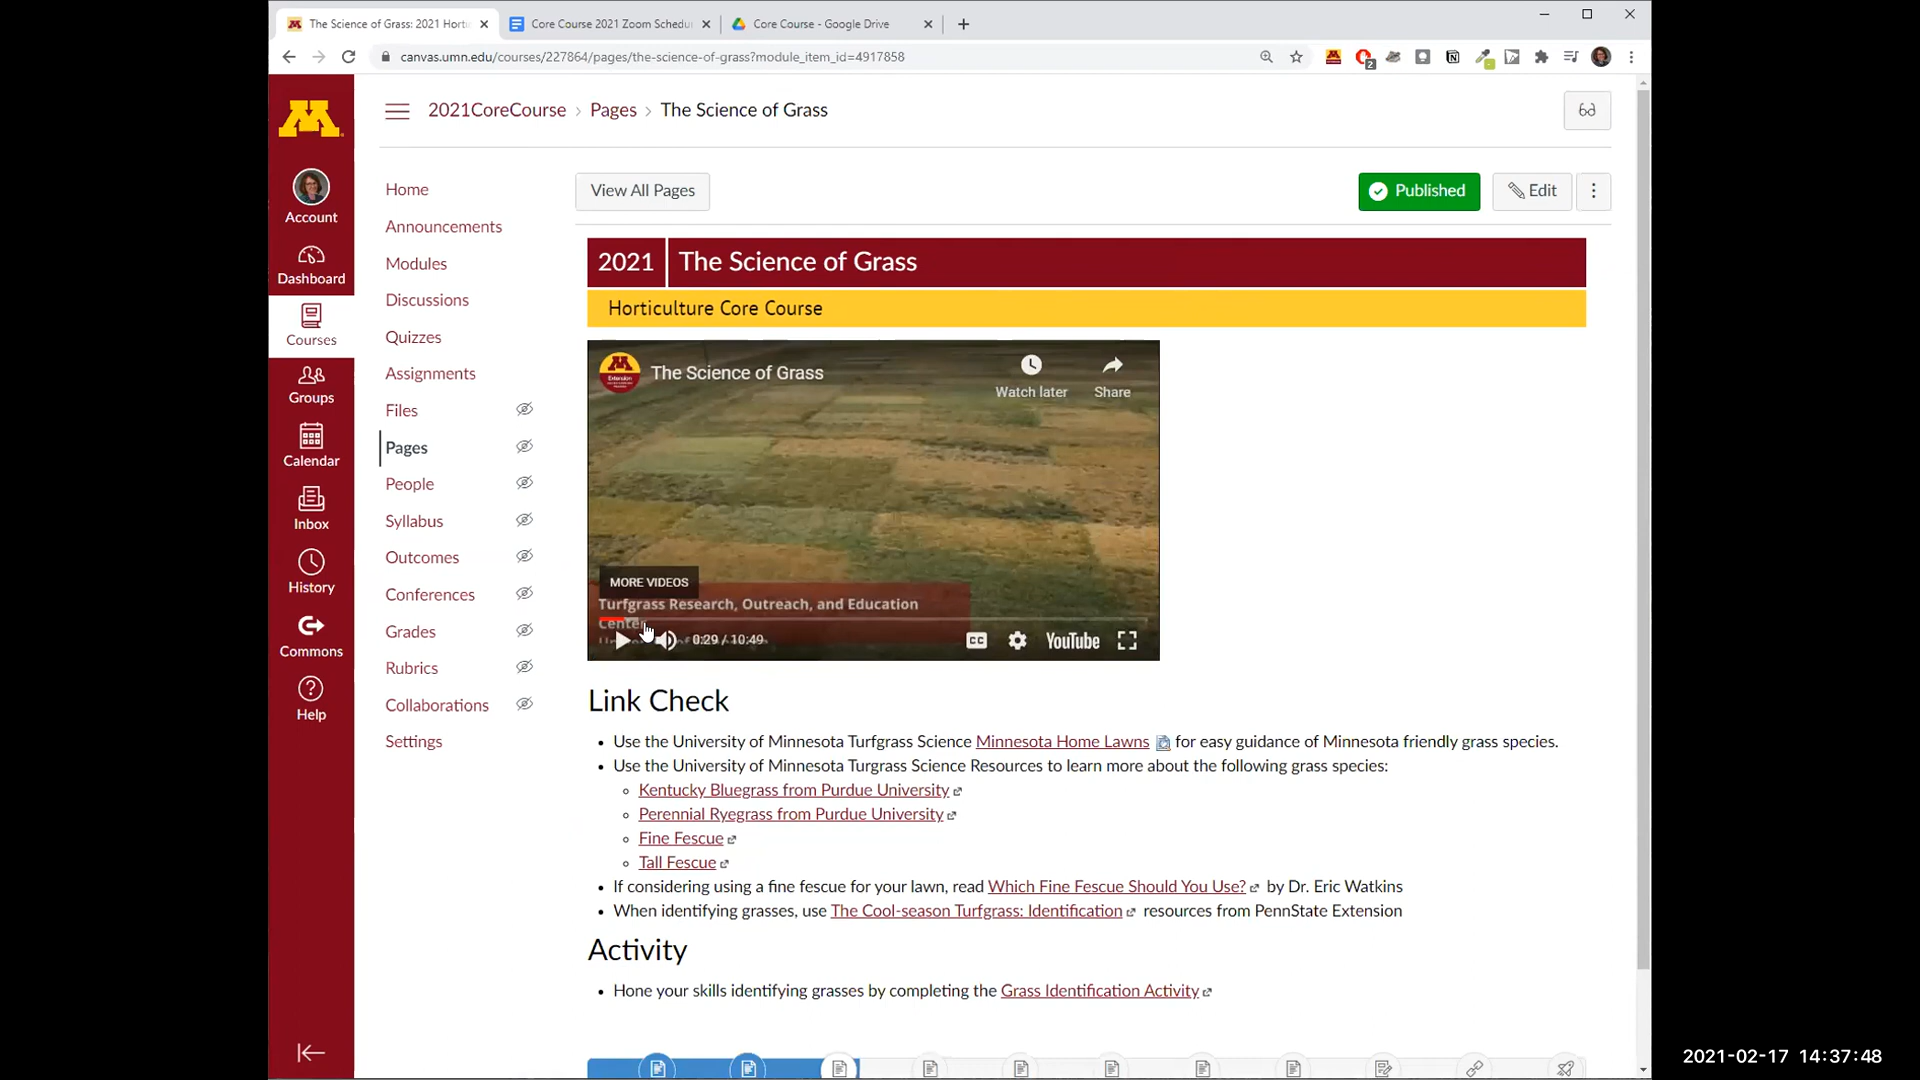 The Science of Grass: 2021 Horti
Core Course 2021 Zoom Schedu
Core Course - Google Drive
canvas.umn.edu/courses/227864/pages/the-science-of-grass?module_item_id=4917858
2
2021CoreCourse › Pages › The Science of Grass
Account
Dashboard
Courses
Groups
Calendar
Inbox
History
Commons
Help
Home
Announcements
Modules
Discussions
Quizzes
Assignments
Files
Pages
People
Syllabus
Outcomes
Conferences
Grades
Rubrics
Collaborations
Settings
View All Pages
Published
Edit
2021 The Science of Grass
Horticulture Core Course
M
Extension
The Science of Grass
Watch later
Share
MORE VIDEOS
Turfgrass Research, Outreach, and Education
Center
0:29 / 10:49
CC
YouTube
Link Check
• Use the University of Minnesota Turfgrass Science Minnesota Home Lawns for easy guidance of Minnesota friendly grass species.
• Use the University of Minnesota Turgrass Science Resources to learn more about the following grass species:
◦ Kentucky Bluegrass from Purdue University
◦ Perennial Ryegrass from Purdue University
◦ Fine Fescue
◦ Tall Fescue
• If considering using a fine fescue for your lawn, read Which Fine Fescue Should You Use? by Dr. Eric Watkins
• When identifying grasses, use The Cool-season Turfgrass: Identification resources from PennState Extension
Activity
• Hone your skills identifying grasses by completing the Grass Identification Activity
2021-02-17 14:37:48